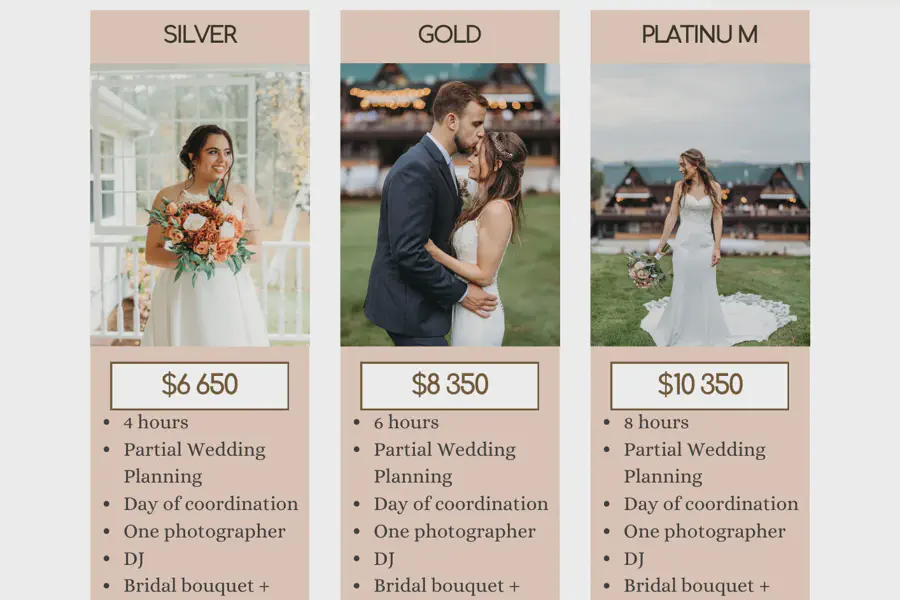 SILVER
$6 650
• 4 hours
• Partial Wedding
Planning
• Day of coordination
• One photographer
• DJ
• Bridal bouquet +
GOLD
$8 350
• 6 hours
• Partial Wedding
Planning
• Day of coordination
• One photographer
• DJ
• Bridal bouquet +
PLATINU M
$10 350
• 8 hours
• Partial Wedding
Planning
• Day of coordination
• One photographer
• DJ
• Bridal bouquet +